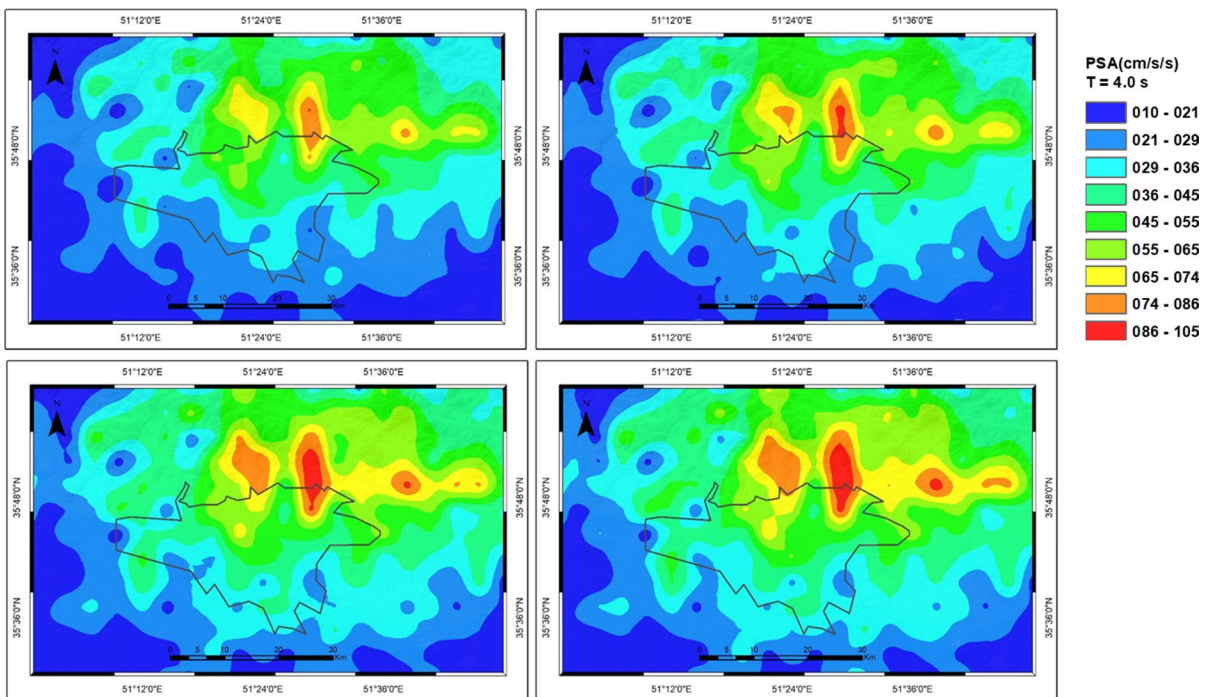 51°12'0"E 51°24'0"E 51°36'0"E
N
35°48'0"N 35°48'0"N
35°36'0"N 35°36'0"N
0 5 10 20 30
Km
51°12'0"E 51°24'0"E 51°36'0"E
51°12'0"E 51°24'0"E 51°36'0"E
N
35°48'0"N 35°48'0"N
35°36'0"N 35°36'0"N
0 5 10 20 30
Km
51°12'0"E 51°24'0"E 51°36'0"E
PSA(cm/s/s)
T = 4.0 s
010 - 021
021 - 029
029 - 036
036 - 045
045 - 055
055 - 065
065 - 074
074 - 086
086 - 105
51°12'0"E 51°24'0"E 51°36'0"E
N
35°48'0"N 35°48'0"N
35°36'0"N 35°36'0"N
0 5 10 20 30
Km
51°12'0"E 51°24'0"E 51°36'0"E
51°12'0"E 51°24'0"E 51°36'0"E
N
35°48'0"N 35°48'0"N
35°36'0"N 35°36'0"N
0 5 10 20 30
Km
51°12'0"E 51°24'0"E 51°36'0"E